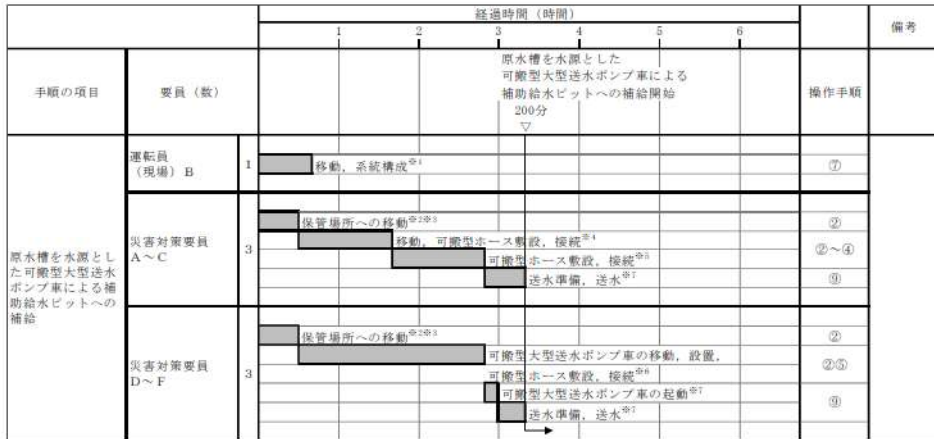 経過時間（時間）
備考
1 2 3 4 5 6
手順の項目
要員（数）
原水槽を水源とした
可搬型大型送水ポンプ車による
補助給水ピットへの補給開始
200分
▽
操作手順
原水槽を水源とし
た可搬型大型送水
ポンプ車による補
助給水ピットへの
補給
運転員
（現場）B
1
移動，系統構成※1
⑦
災害対策要員
A～C
3
保管場所への移動※2※3
②
移動，可搬型ホース敷設，接続※4
②～④
可搬型ホース敷設，接続※5
送水準備，送水※7
⑨
災害対策要員
D～F
3
保管場所への移動※2※3
②
可搬型大型送水ポンプ車の移動，設置，
可搬型ホース敷設，接続※6
②⑤
可搬型大型送水ポンプ車の起動※7
送水準備，送水※7
⑨